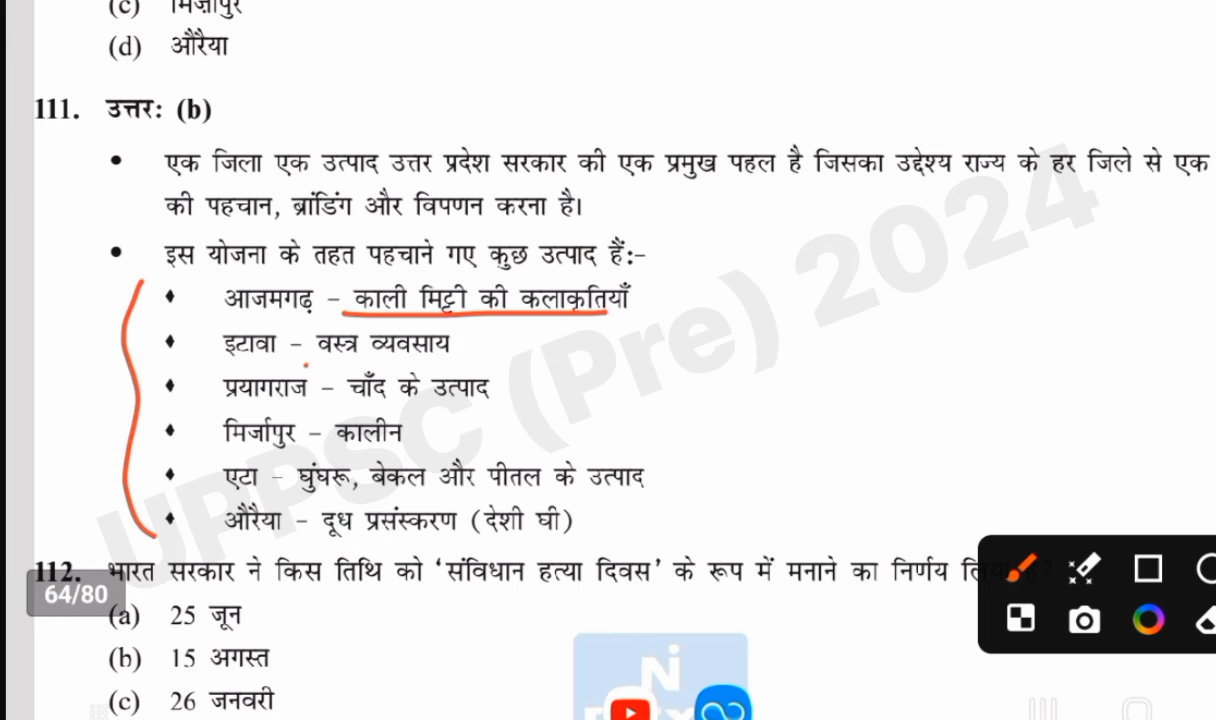 (c) मिर्जापुर
(d) औरैया
111. उत्तरः (b)
• एक जिला एक उत्पाद उत्तर प्रदेश सरकार की एक प्रमुख पहल है जिसका उद्देश्य राज्य के हर जिले से एक
की पहचान, ब्रांडिंग और विपणन करना है।
• इस योजना के तहत पहचाने गए कुछ उत्पाद हैं:-
♦ आजमगढ़ - काली मिट्टी की कलाकृतियाँ
♦ इटावा - वस्त्र व्यवसाय
♦ प्रयागराज - चाँद के उत्पाद
♦ मिर्जापुर - कालीन
♦ एटा - घुंघरू, बेकल और पीतल के उत्पाद
♦ औरैया - दूध प्रसंस्करण (देशी घी)
UPPSC (Pre) 2024
112. भारत सरकार ने किस तिथि को 'संविधान हत्या दिवस' के रूप में मनाने का निर्णय
64/80
(a) 25 जून
(b) 15 अगस्त
(c) 26 जनवरी